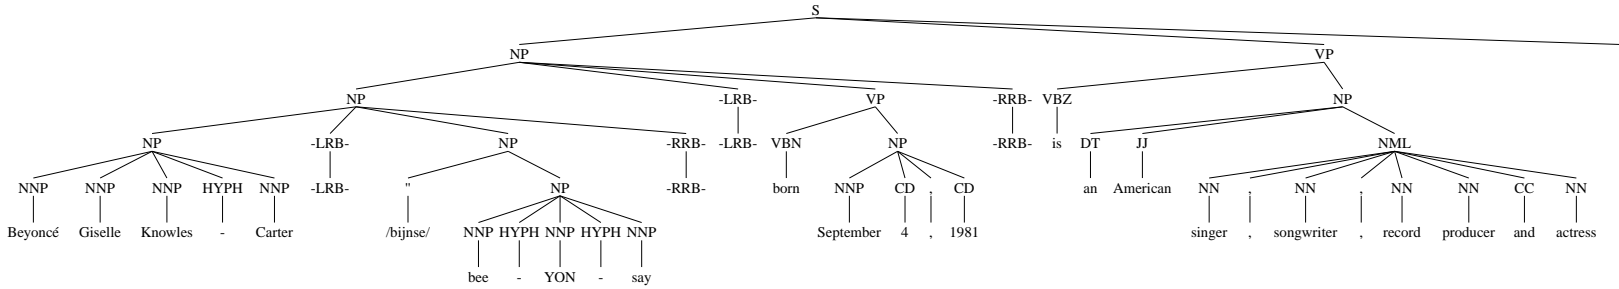 S
NP VP
NP -LRB- VP -RRB- VBZ NP
NP -LRB- NP -RRB- -LRB- VBN NP -RRB- is DT JJ NML
NNP NNP NNP HYPH NNP -LRB- " NP -RRB- born NNP CD , CD an American NN , NN , NN NN CC NN
Beyoncé Giselle Knowles - Carter /bijnse/ NNP HYPH NNP HYPH NNP September 4 , 1981 singer , songwriter , record producer and actress
bee - YON - say